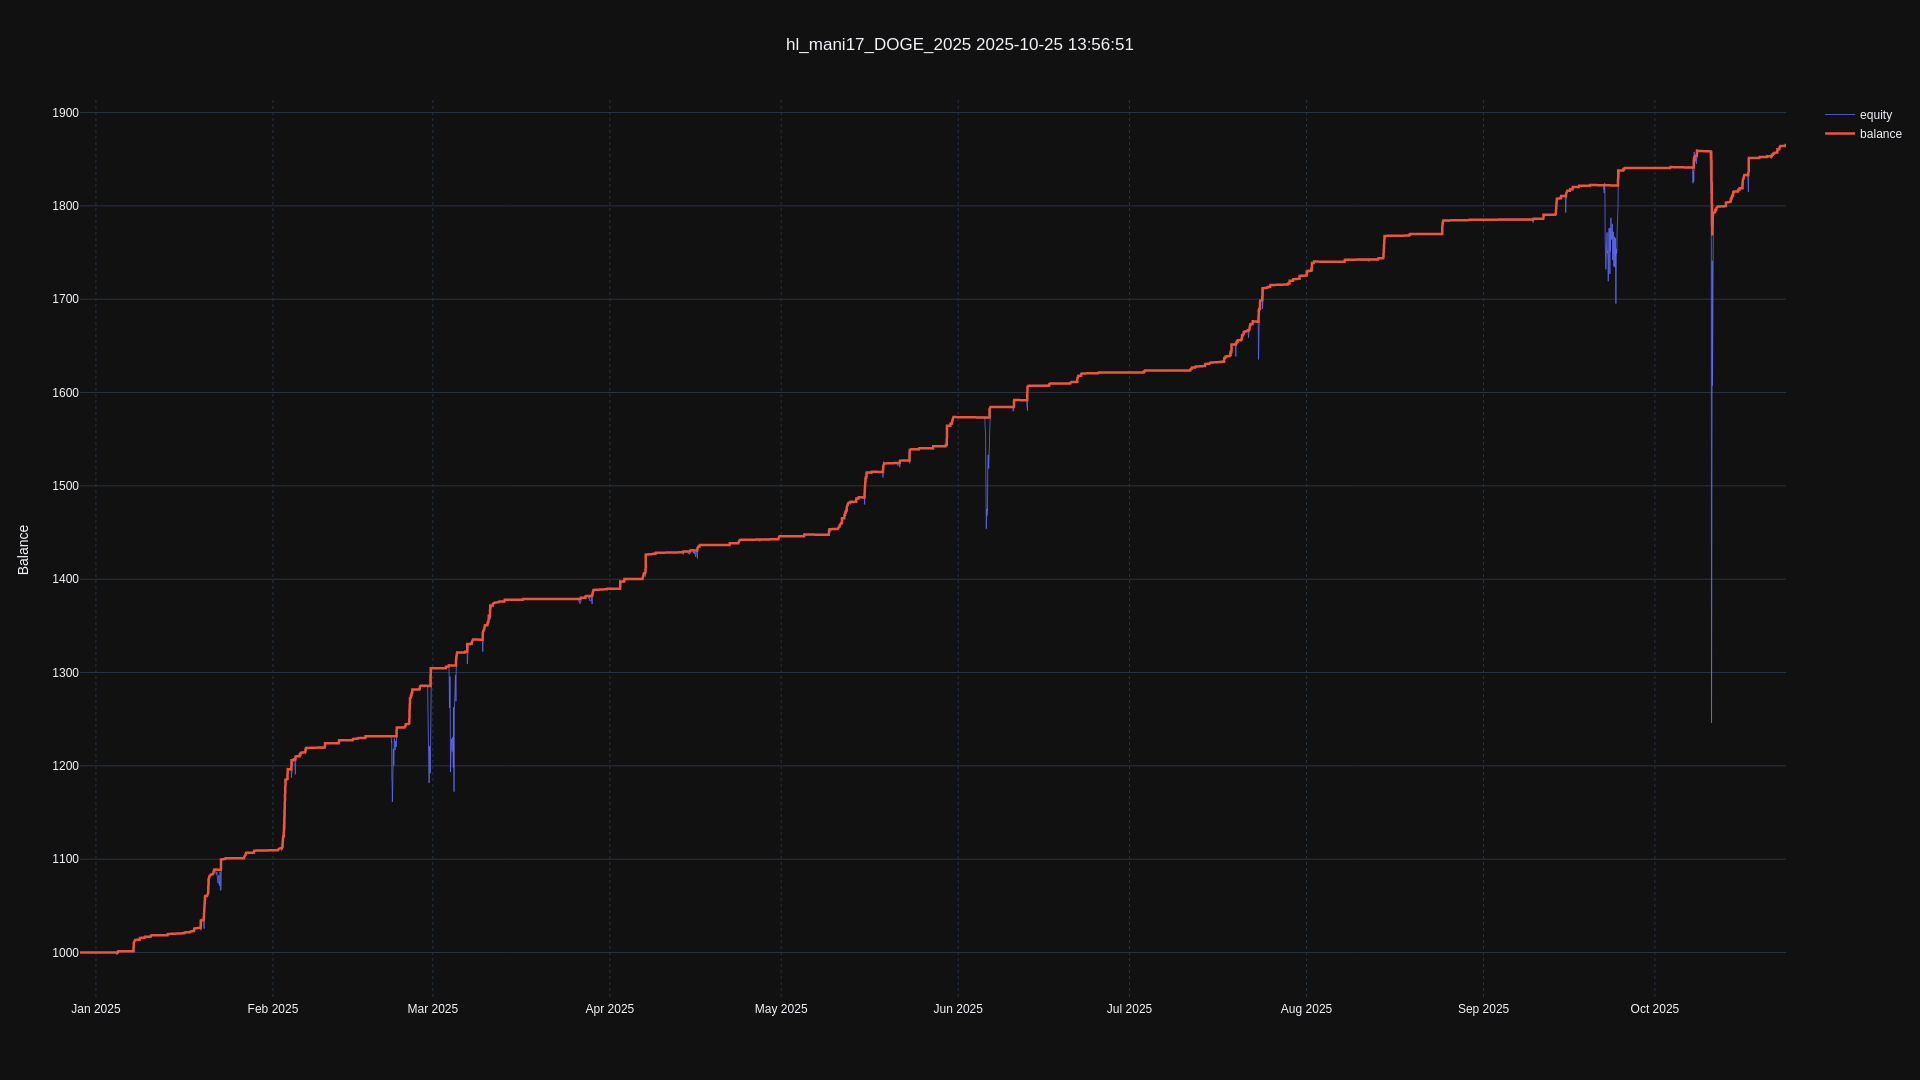 hl_mani17_DOGE_2025 2025-10-25 13:56:51
equity
balance
Balance
1900
1800
1700
1600
1500
1400
1300
1200
1100
1000
Jan 2025
Feb 2025
Mar 2025
Apr 2025
May 2025
Jun 2025
Jul 2025
Aug 2025
Sep 2025
Oct 2025